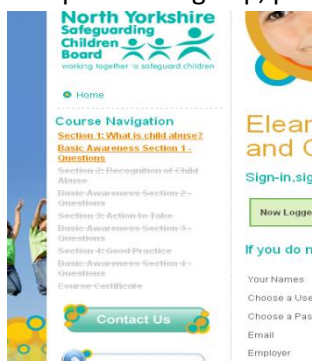 North Yorkshire
Safeguarding
Children
Board
working together to safeguard children
Home
Course Navigation
Section 1: What is child abuse?
Basic Awareness Section 1 -
Questions
Section 2: Recognition of Child
Abuse
Basic Awareness Section 2 -
Questions
Section 3: Action to Take
Basic Awareness Section 3 -
Questions
Section 4: Good Practice
Basic Awareness Section 4 -
Questions
Course Certificate
Contact Us
Elear
and C
Sign-in,sig
Now Logge
If you do n
Your Names
Choose a Use
Choose a Pas
Email
Employer